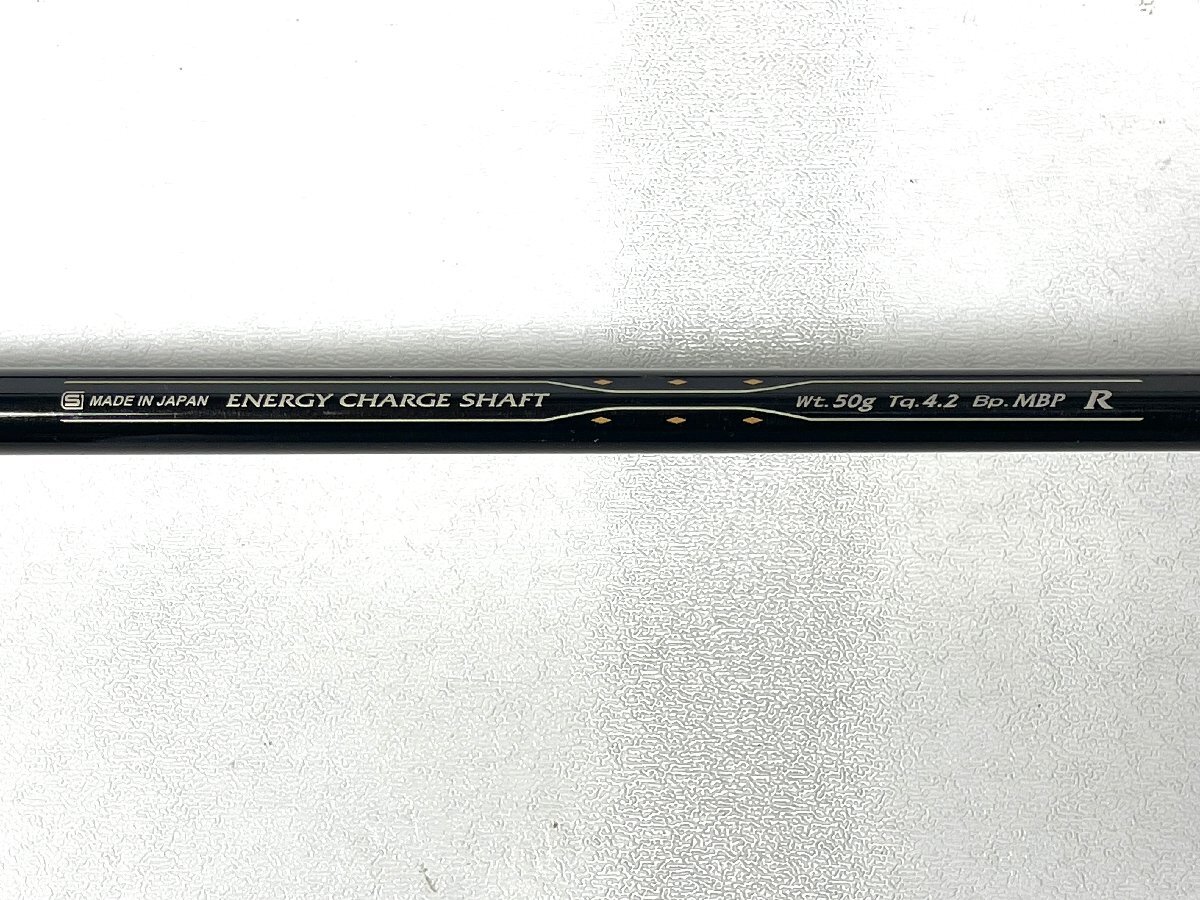 S MADE IN JAPAN ENERGY CHARGE SHAFT Wt. 50g Tq. 4.2 Bp. MBP R